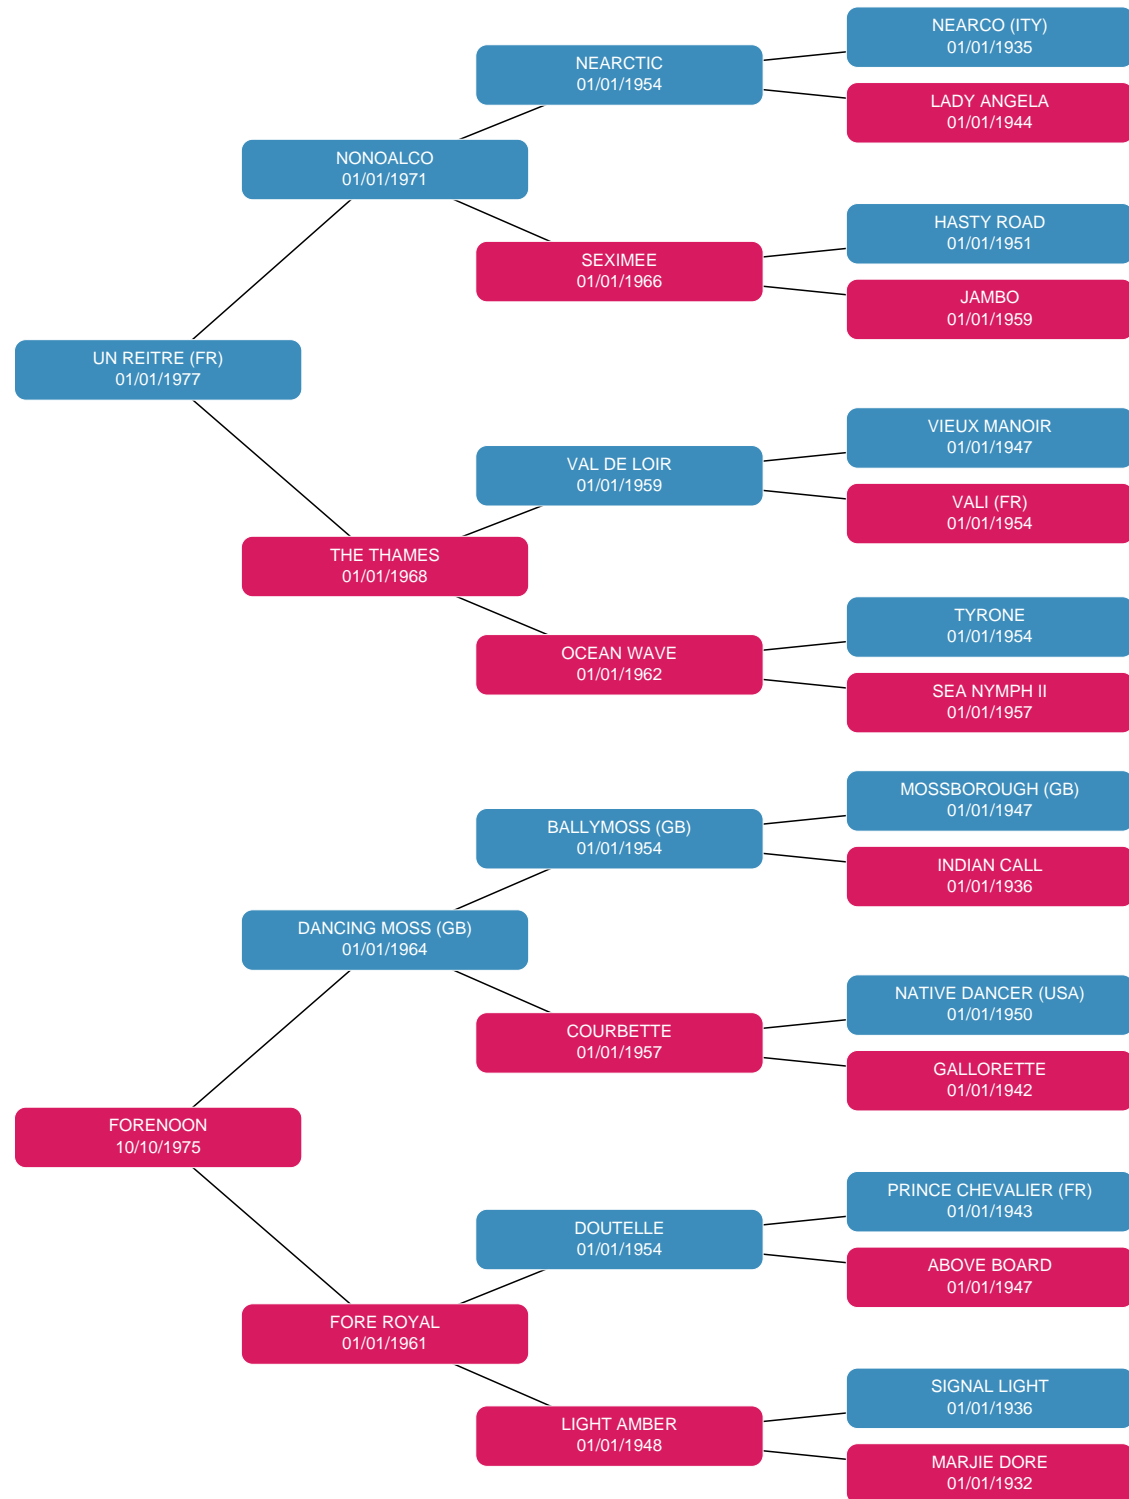 NEARCO (ITY)
01/01/1935
NEARCTIC
01/01/1954
LADY ANGELA
01/01/1944
NONOALCO
01/01/1971
HASTY ROAD
01/01/1951
SEXIMEE
01/01/1966
JAMBO
01/01/1959
UN REITRE (FR)
01/01/1977
VIEUX MANOIR
01/01/1947
VAL DE LOIR
01/01/1959
VALI (FR)
01/01/1954
THE THAMES
01/01/1968
TYRONE
01/01/1954
OCEAN WAVE
01/01/1962
SEA NYMPH II
01/01/1957
MOSSBOROUGH (GB)
01/01/1947
BALLYMOSS (GB)
01/01/1954
INDIAN CALL
01/01/1936
DANCING MOSS (GB)
01/01/1964
NATIVE DANCER (USA)
01/01/1950
COURBETTE
01/01/1957
GALLORETTE
01/01/1942
FORENOON
10/10/1975
PRINCE CHEVALIER (FR)
01/01/1943
DOUTELLE
01/01/1954
ABOVE BOARD
01/01/1947
FORE ROYAL
01/01/1961
SIGNAL LIGHT
01/01/1936
LIGHT AMBER
01/01/1948
MARJIE DORE
01/01/1932